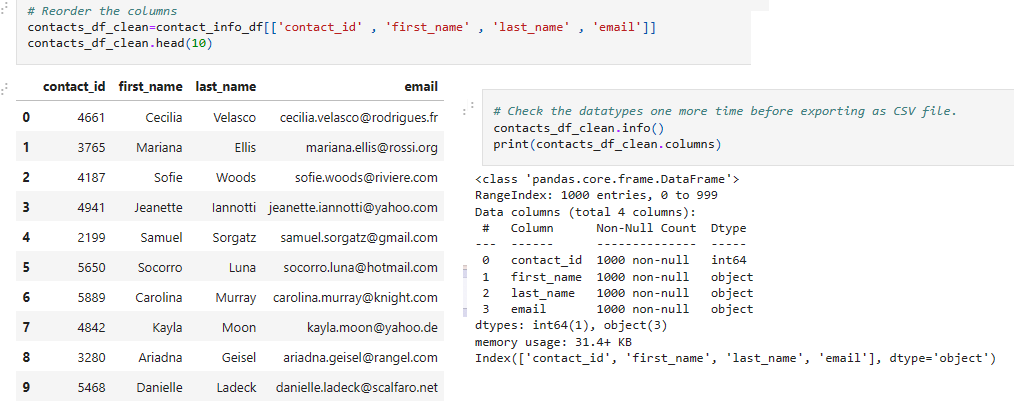 # Reorder the columns
contacts_df_clean=contact_info_df[['contact_id' , 'first_name' , 'last_name' , 'email']]
contacts_df_clean.head(10)
contact_id first_name last_name email
0 4661 Cecilia Velasco cecilia.velasco@rodrigues.fr
1 3765 Mariana Ellis mariana.ellis@rossi.org
2 4187 Sofie Woods sofie.woods@riviere.com
3 4941 Jeanette Iannotti jeanette.iannotti@yahoo.com
4 2199 Samuel Sorgatz samuel.sorgatz@gmail.com
5 5650 Socorro Luna socorro.luna@hotmail.com
6 5889 Carolina Murray carolina.murray@knight.com
7 4842 Kayla Moon kayla.moon@yahoo.de
8 3280 Ariadna Geisel ariadna.geisel@rangel.com
9 5468 Danielle Ladeck danielle.ladeck@scalfaro.net
# Check the datatypes one more time before exporting as CSV file.
contacts_df_clean.info()
print(contacts_df_clean.columns)
<class 'pandas.core.frame.DataFrame'>
RangeIndex: 1000 entries, 0 to 999
Data columns (total 4 columns):
 #   Column      Non-Null Count  Dtype
---  ------      --------------  -----
 0   contact_id  1000 non-null   int64
 1   first_name  1000 non-null   object
 2   last_name   1000 non-null   object
 3   email       1000 non-null   object
dtypes: int64(1), object(3)
memory usage: 31.4+ KB
Index(['contact_id', 'first_name', 'last_name', 'email'], dtype='object')